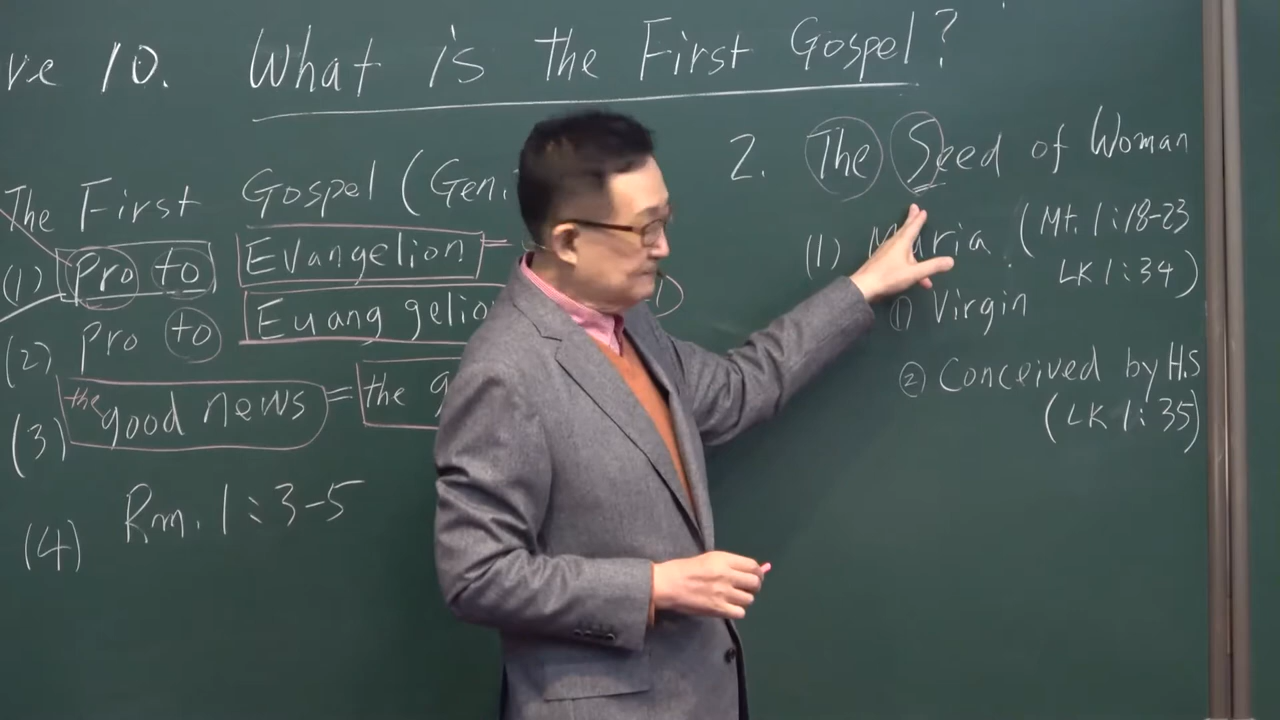 ve 10. What is the First Gospel?
The First Gospel (Gen.
(1) Pro to Evangelion =
(2) Pro to Euangelio
(3) the good news = the g
(4) Rm. 1:3-5
2. The Seed of Woman
(1) Maria (Mt. 1:18-23
LK 1:34)
① Virgin
② Conceived by H.S
(LK 1:35)